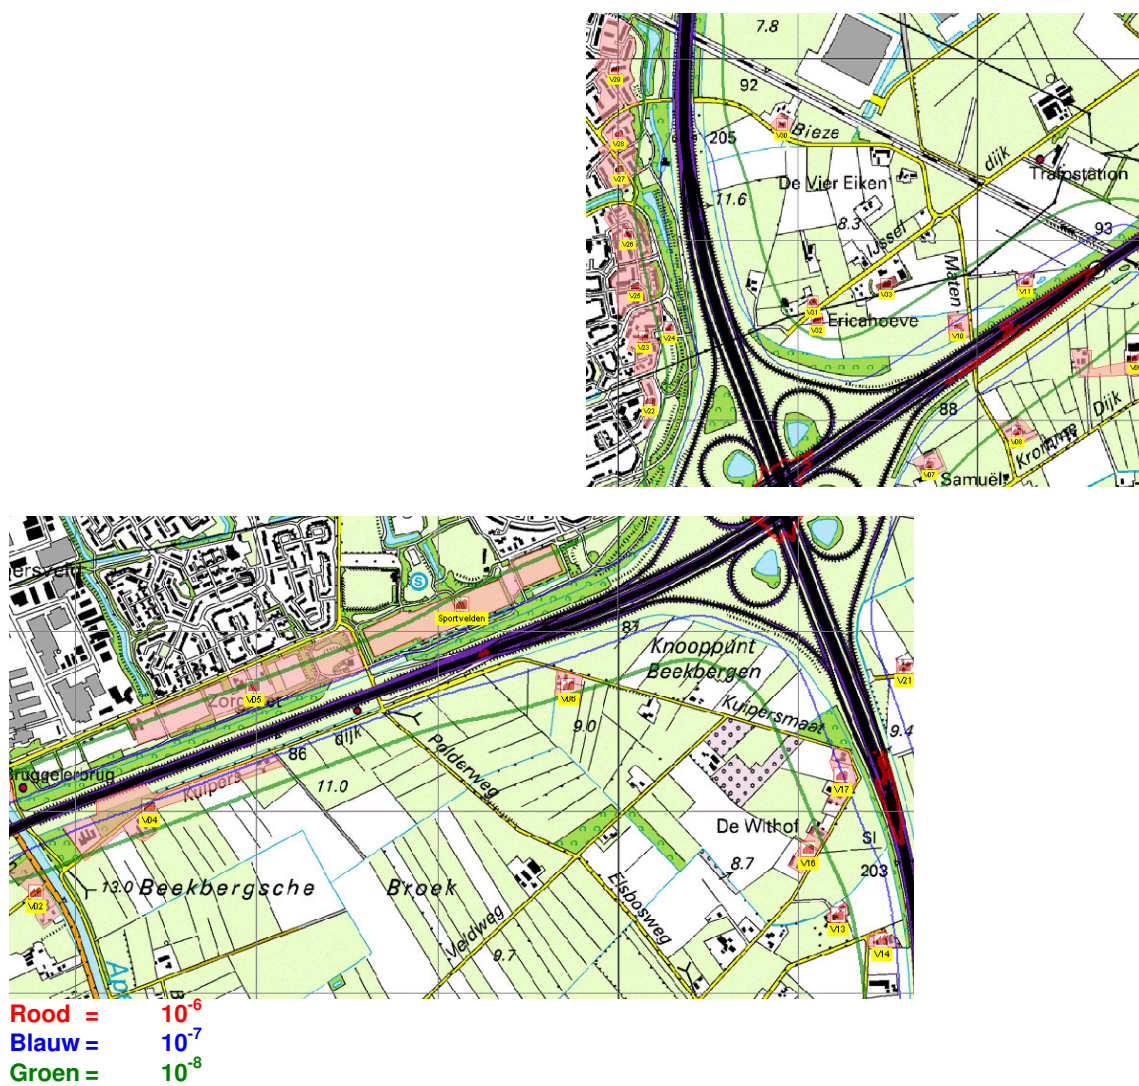 7.8
V29
92
V28
V30
Bieze
205
dijk
V27
Trafostation
De Vier Eiken
11.6
8.3
V26
IJssel
93
Maten
V25
V33
V11
V31
V32
Ericahoeve
V24
V10
V23
V22
88
Dijk
V08
Kromme
V07
Samuël
S
Sportvelden
87
Knooppunt
Beekbergen
V21
V05
V06
Kuipersmaat
9.0
9.4
dijk
86
Polderweg
Kuipers
11.0
V17
V04
De Withof
SI
V16
8.7
203
13.0
Beekbergsche
Broek
V02
Elsbosweg
V13
Veldweg
V14
9.7
Rood = 10-6
Blauw = 10-7
Groen = 10-8